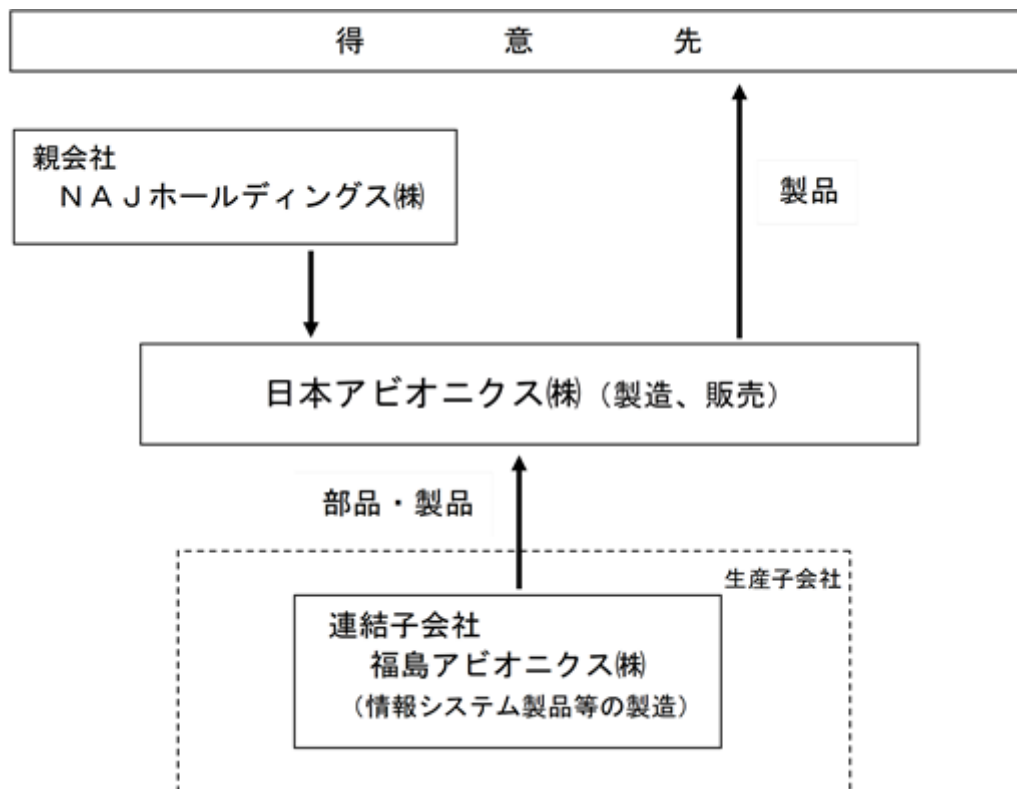 得意先
親会社
NAJホールディングス㈱
製品
日本アビオニクス㈱（製造、販売）
部品・製品
生産子会社
連結子会社
福島アビオニクス㈱
（情報システム製品等の製造）